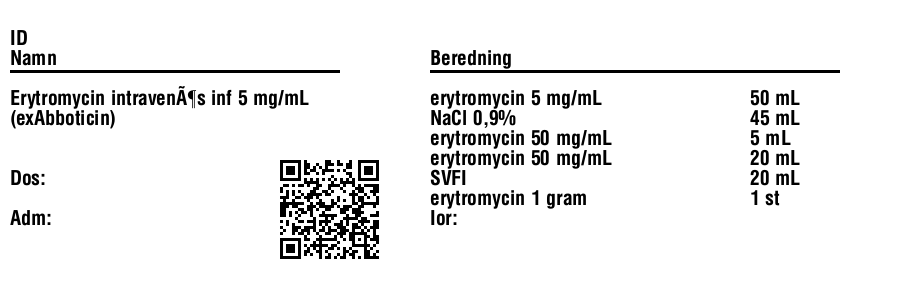 ID
Namn
Erytromycin intravenÃ¶s inf 5 mg/mL
(exAbboticin)
Dos:
Adm:
Beredning
erytromycin 5 mg/mL 50 mL
NaCl 0,9% 45 mL
erytromycin 50 mg/mL 5 mL
erytromycin 50 mg/mL 20 mL
SVFI 20 mL
erytromycin 1 gram 1 st
Ior: